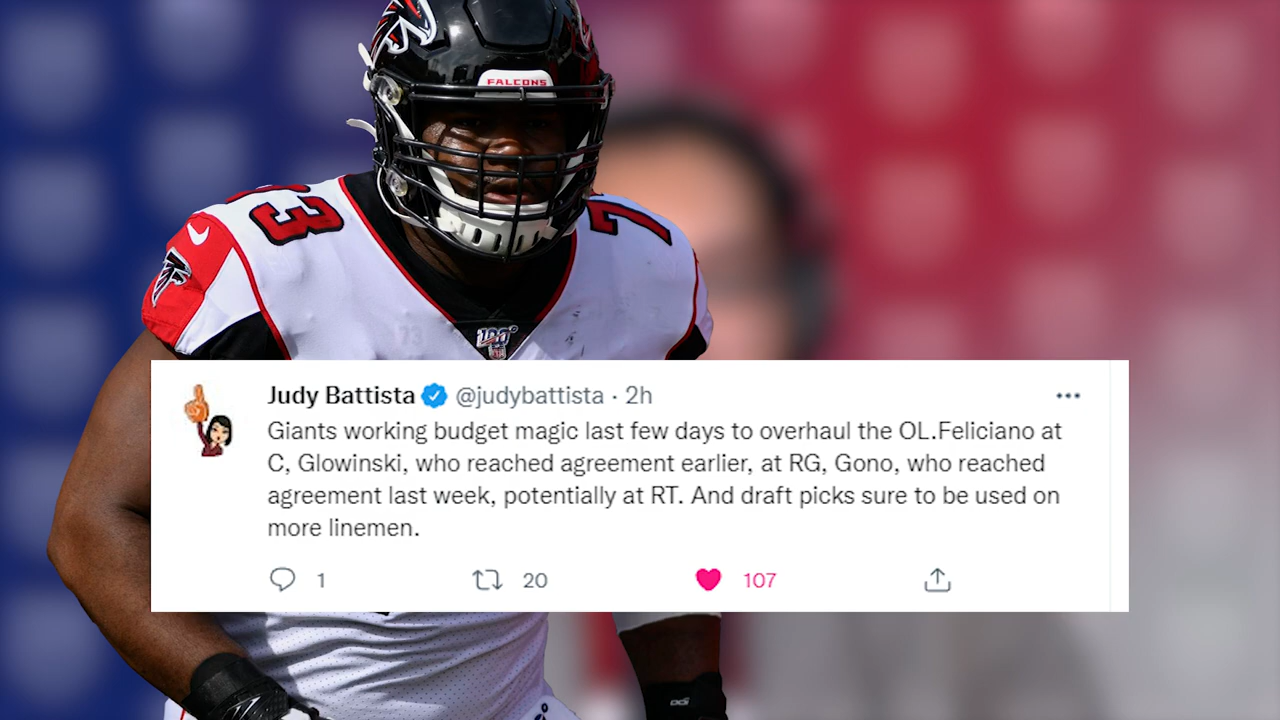 FALCONS
73
7
73
100
Judy Battista @judybattista · 2h
Giants working budget magic last few days to overhaul the OL.Feliciano at
C, Glowinski, who reached agreement earlier, at RG, Gono, who reached
agreement last week, potentially at RT. And draft picks sure to be used on
more linemen.
1 20 107